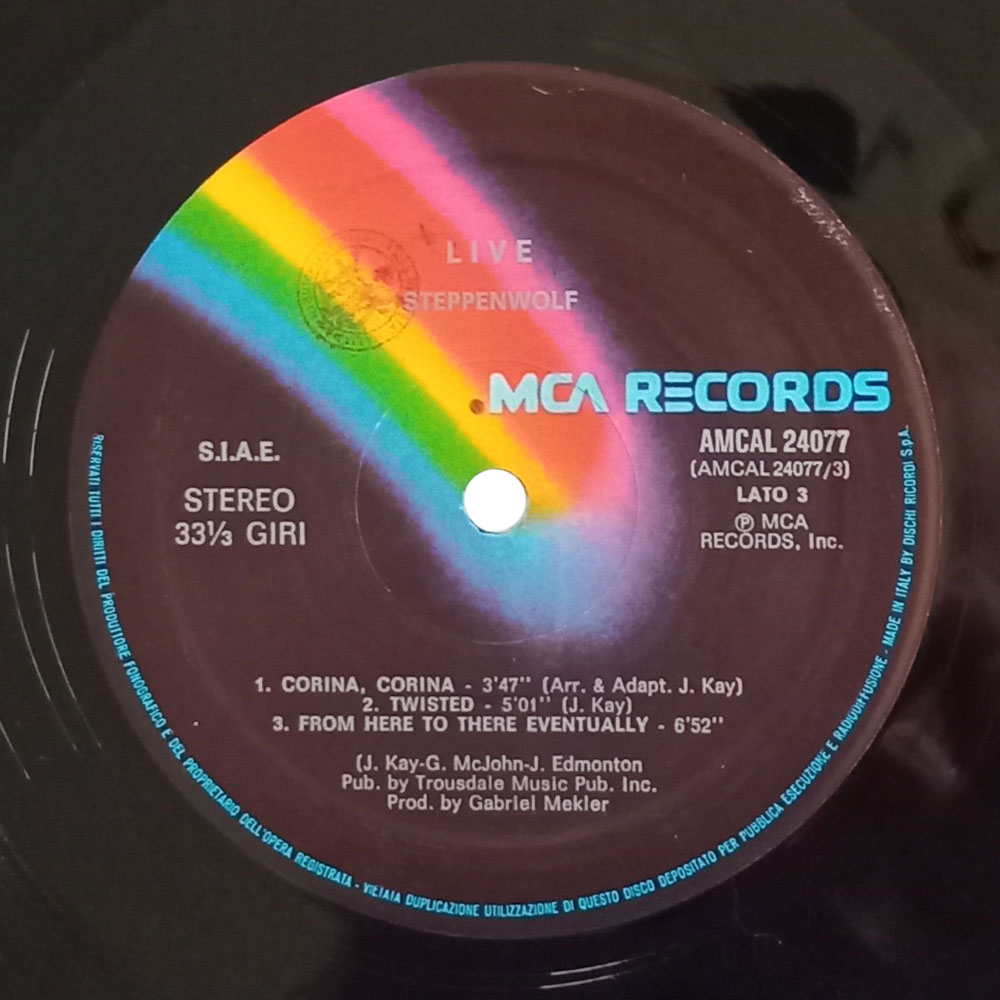 LIVE
STEPPENWOLF
MCA RECORDS
S.I.A.E.
STEREO
33⅓ GIRI
AMCAL 24077
(AMCAL 24077/3)
LATO 3
Ⓟ MCA
RECORDS, Inc.
1. CORINA, CORINA - 3'47" (Arr. & Adapt. J. Kay)
2. TWISTED - 5'01" (J. Kay)
3. FROM HERE TO THERE EVENTUALLY - 6'52"
(J. Kay-G. McJohn-J. Edmonton
Pub. by Trousdale Music Pub. Inc.
Prod. by Gabriel Mekler
RISERVATI TUTTI I DIRITTI DEL PRODUTTORE FONOGRAFICO E DEL PROPRIETARIO DELL'OPERA REGISTRATA - VIETATA DUPLICAZIONE UTILIZZAZIONE DI QUESTO DISCO DEPOSITATO PER PUBBLICA ESECUZIONE E RADIODIFFUSIONE - MADE IN ITALY BY DISCHI RICORDI S.p.A.